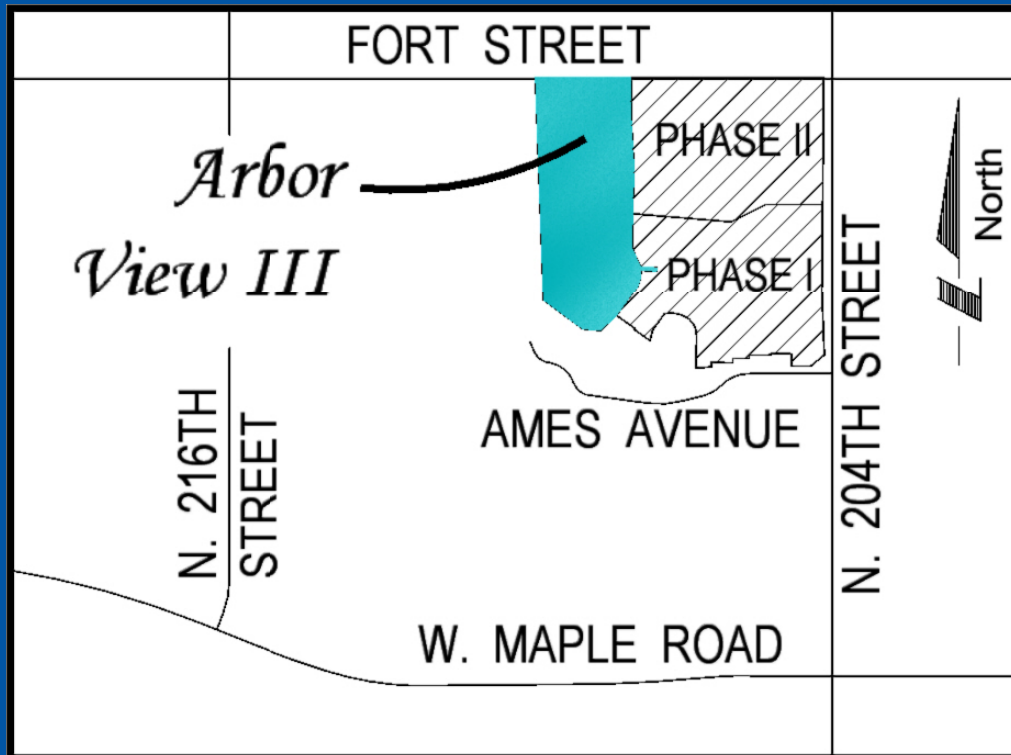 FORT STREET
PHASE II
Arbor
View III
North
PHASE I
AMES AVENUE
N. 216TH
STREET
N. 204TH STREET
W. MAPLE ROAD